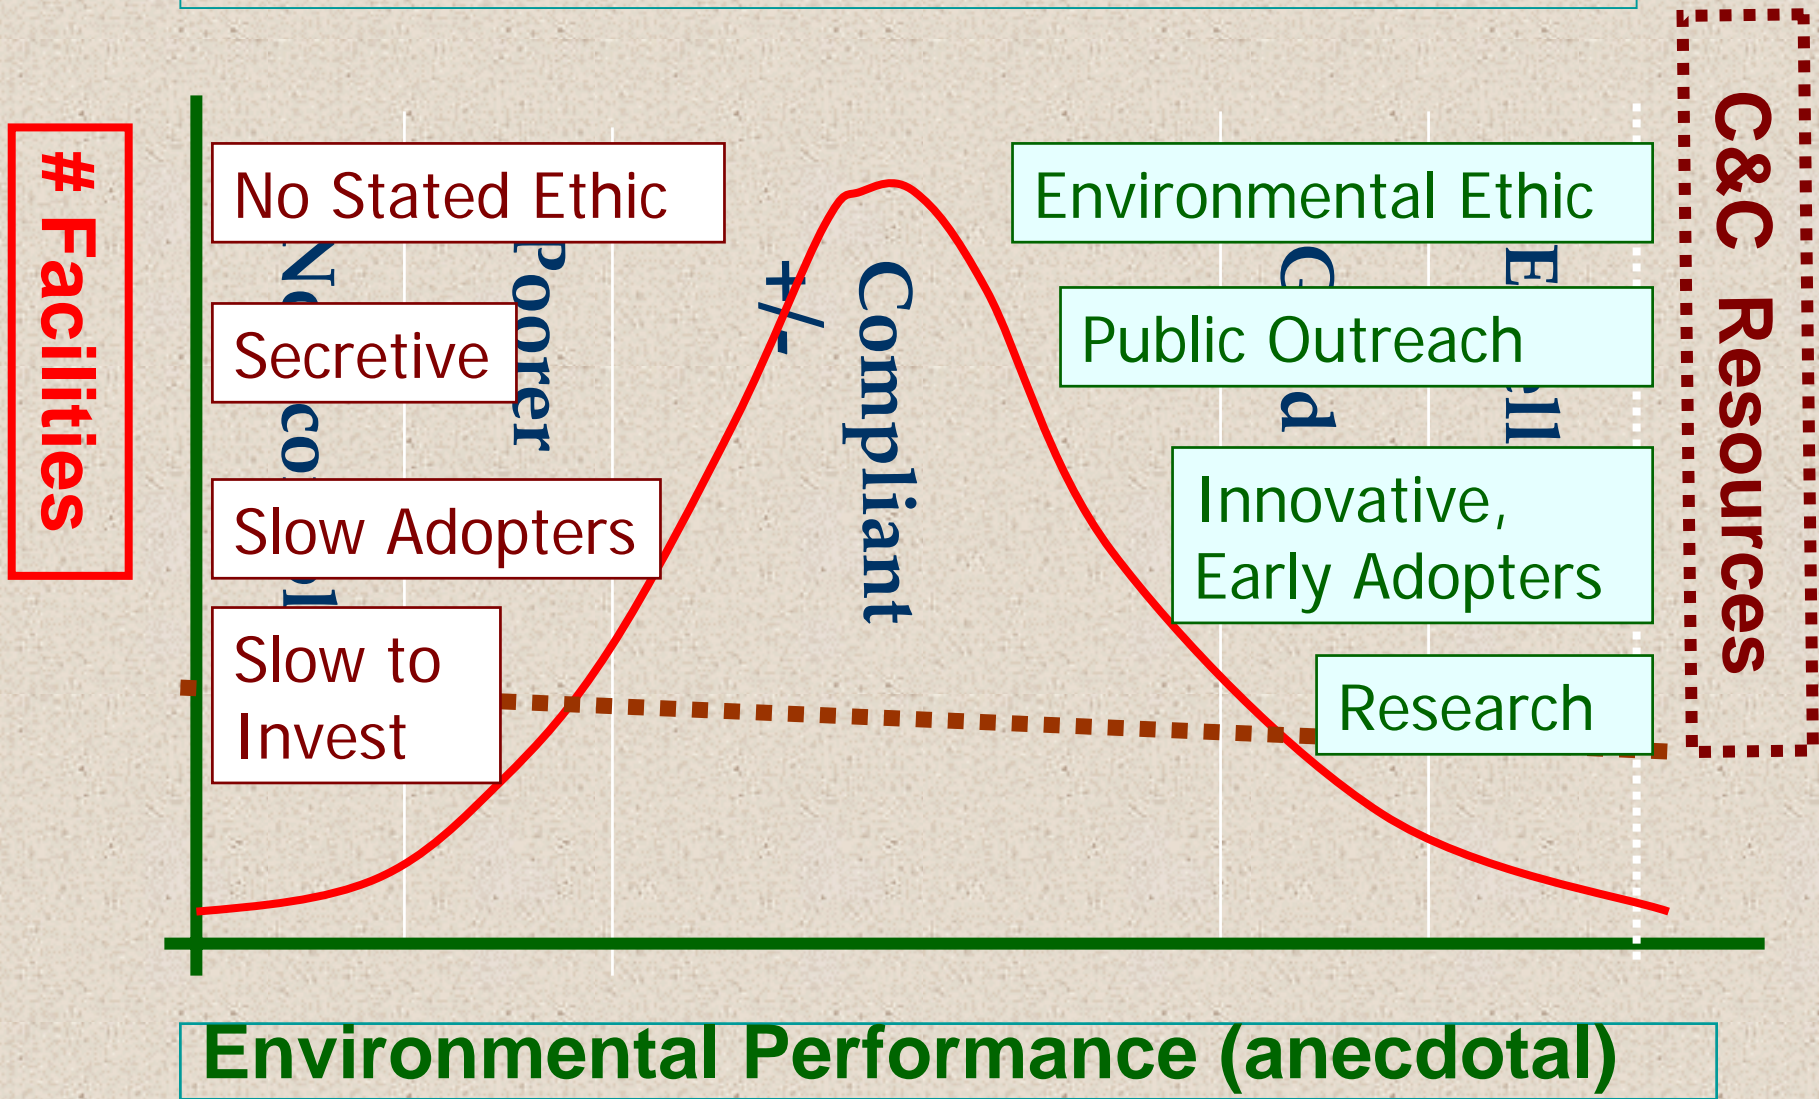 # Facilities
No Stated Ethic
Secretive
Slow Adopters
Slow to
Invest
Poorer
+/-
Compliant
Environmental Ethic
Public Outreach
Innovative,
Early Adopters
Research
C&C Resources
Environmental Performance (anecdotal)